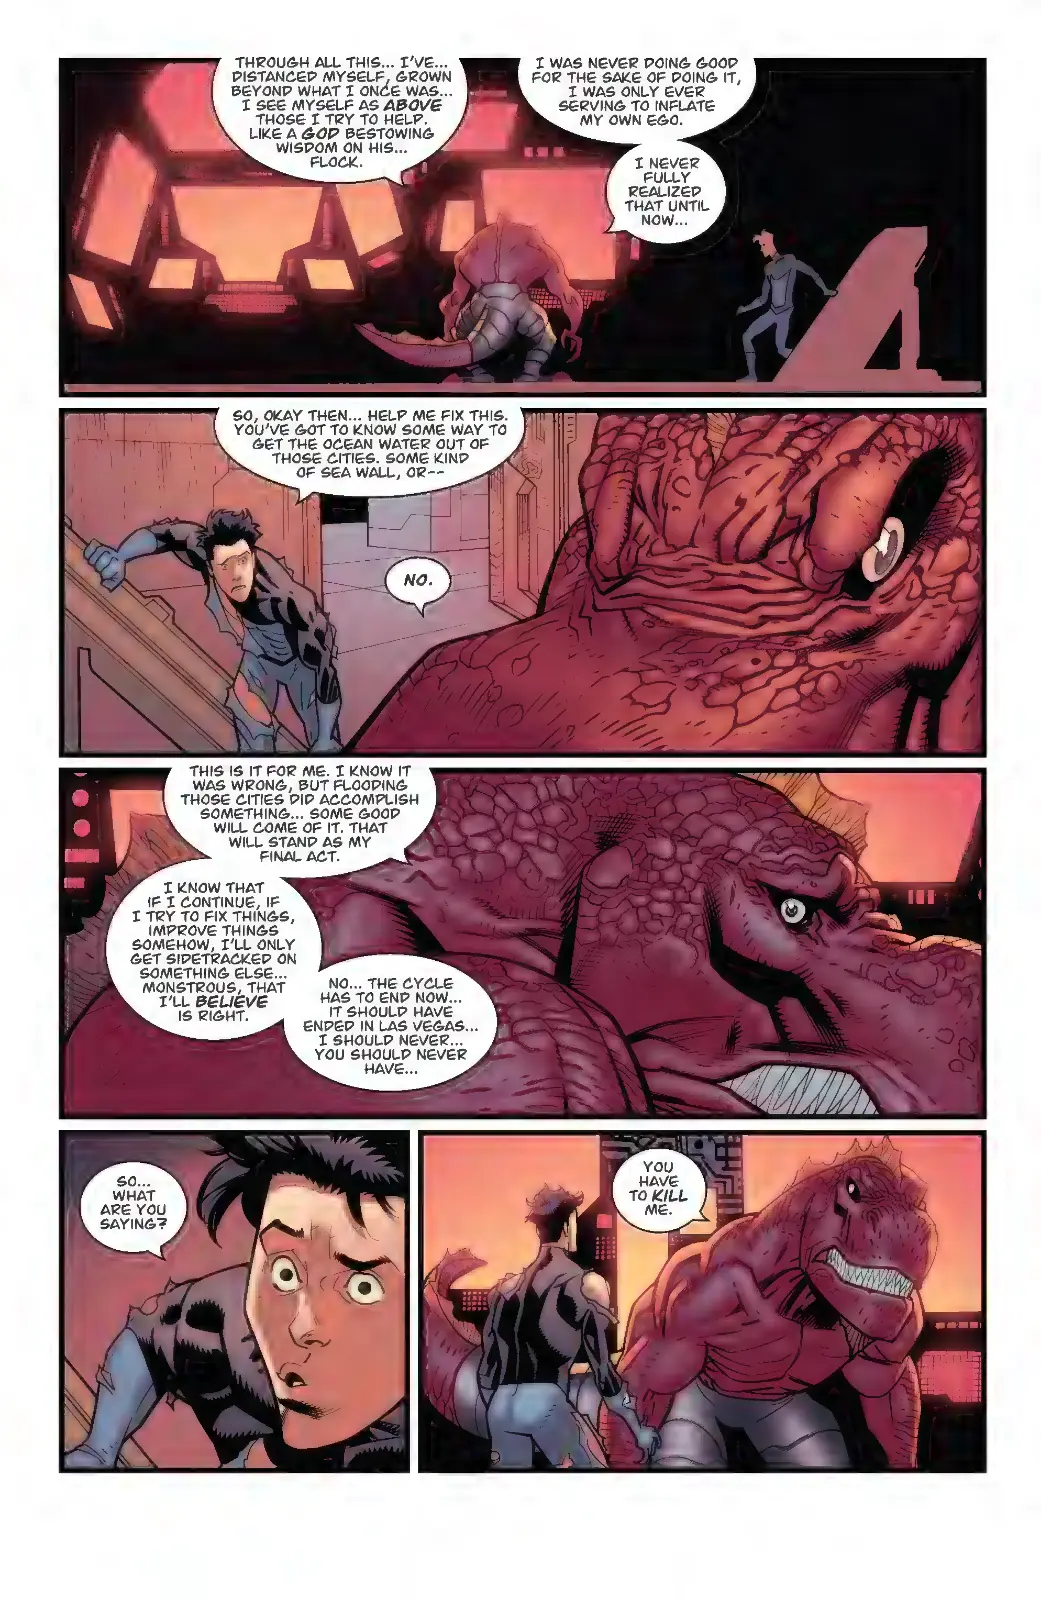 THROUGH ALL THIS... I'VE...
DISTANCED MYSELF, GROWN
BEYOND WHAT I ONCE WAS...
I SEE MYSELF AS ABOVE
THOSE I TRY TO HELP.
LIKE A GOD BESTOWING
WISDOM ON HIS...
FLOCK.
I WAS NEVER DOING GOOD
FOR THE SAKE OF DOING IT,
I WAS ONLY EVER
SERVING TO INFLATE
MY OWN EGO.
I NEVER
FULLY
REALIZED
THAT UNTIL
NOW...
SO, OKAY THEN... HELP ME FIX THIS.
YOU'VE GOT TO KNOW SOME WAY TO
GET THE OCEAN WATER OUT OF
THOSE CITIES. SOME KIND
OF SEA WALL, OR--
NO.
THIS IS IT FOR ME. I KNOW IT
WAS WRONG, BUT FLOODING
THOSE CITIES DID ACCOMPLISH
SOMETHING... SOME GOOD
WILL COME OF IT. THAT
WILL STAND AS MY
FINAL ACT.
I KNOW THAT
IF I CONTINUE, IF
I TRY TO FIX THINGS,
IMPROVE THINGS
SOMEHOW, I'LL ONLY
GET SIDETRACKED ON
SOMETHING ELSE...
MONSTROUS, THAT
I'LL BELIEVE
IS RIGHT.
NO... THE CYCLE
HAS TO END NOW...
IT SHOULD HAVE
ENDED IN LAS VEGAS...
I SHOULD NEVER...
YOU SHOULD NEVER
HAVE...
SO...
WHAT
ARE YOU
SAYING?
YOU
HAVE
TO KILL
ME.